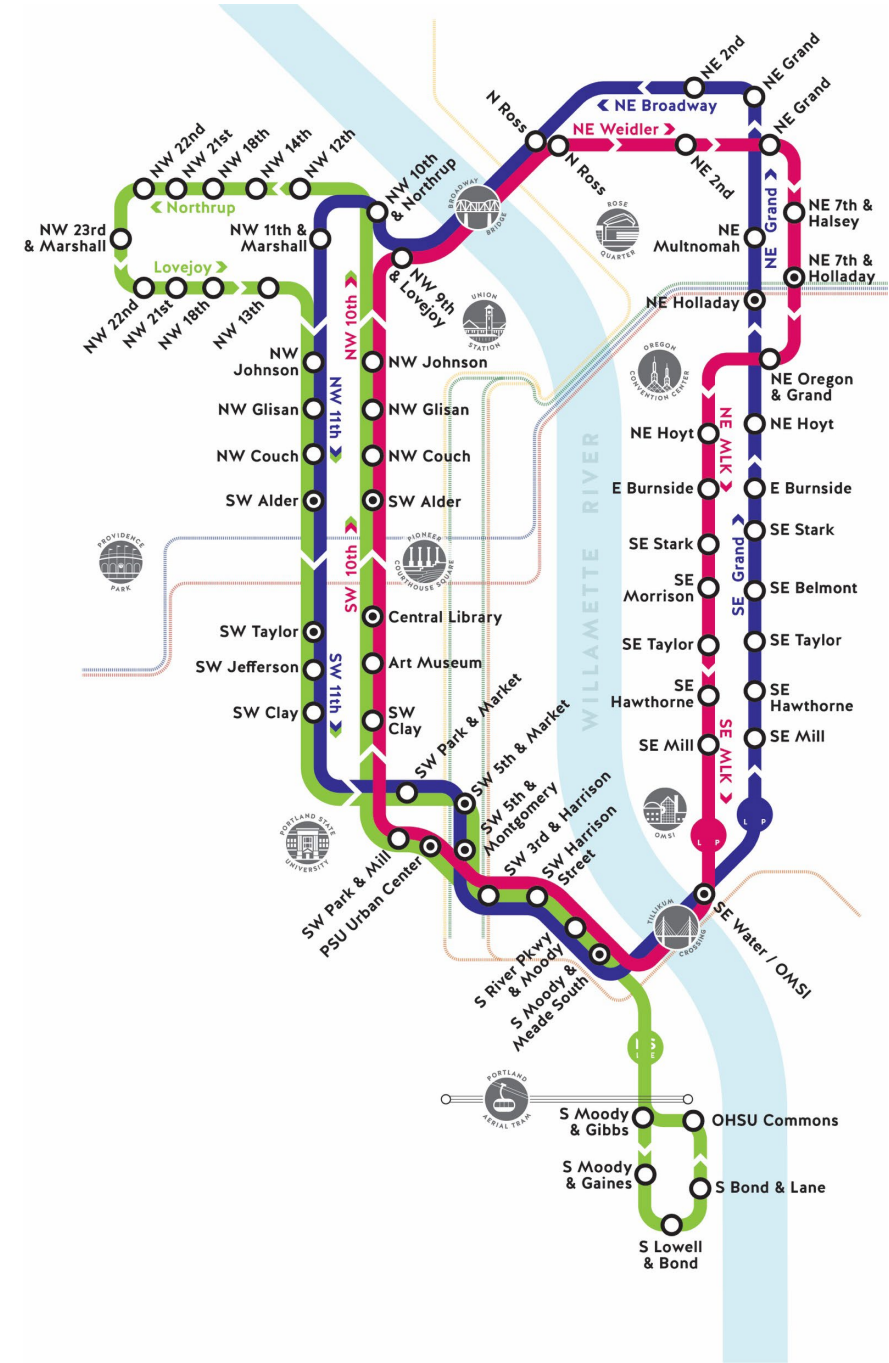 NE 2nd
NE Grand
NE Broadway
N Ross
NE Weidler
NE Grand
N Ross
NE 2nd
NW 22nd
NW 21st
NW 18th
NW 14th
NW 12th
NW 10th
& Northrup
Northrup
BROADWAY
BRIDGE
ROSE
QUARTER
NE 7th &
Halsey
NW 23rd
& Marshall
NW 11th &
Marshall
NE
Multnomah
NE Grand
Lovejoy
NW 9th
& Lovejoy
NE 7th &
Holladay
NW 22nd
NW 21st
NW 18th
NW 13th
NW 10th
UNION
STATION
NE Holladay
OREGON
CONVENTION CENTER
NW
Johnson
NW Johnson
NE Oregon
& Grand
NW 11th
NW Glisan
NW Glisan
NE MLK
NE Hoyt
NE Hoyt
NW Couch
NW Couch
WILLAMETTE RIVER
SW Alder
SW Alder
E Burnside
E Burnside
PROVIDENCE
PARK
PIONEER
COURTHOUSE SQUARE
SE Stark
SE Grand
SE Stark
SW 10th
SE
Morrison
SE Belmont
SW Taylor
Central Library
SE Taylor
SE Taylor
SW Jefferson
SW 11th
Art Museum
SE
Hawthorne
SE
Hawthorne
SW Clay
SW
Clay
SE Mill
SE MLK
SE Mill
SW Park & Market
SW 5th & Market
SW 5th &
Montgomery
SW 3rd & Harrison
SW Harrison
Street
PORTLAND STATE
UNIVERSITY
OMSI
SW Park & Mill
PSU Urban Center
TILLIKUM
CROSSING
SE Water / OMSI
S River Pkwy
& Moody
S Moody &
Meade South
PORTLAND
AERIAL TRAM
S Moody
& Gibbs
OHSU Commons
S Moody
& Gaines
S Bond & Lane
S Lowell
& Bond